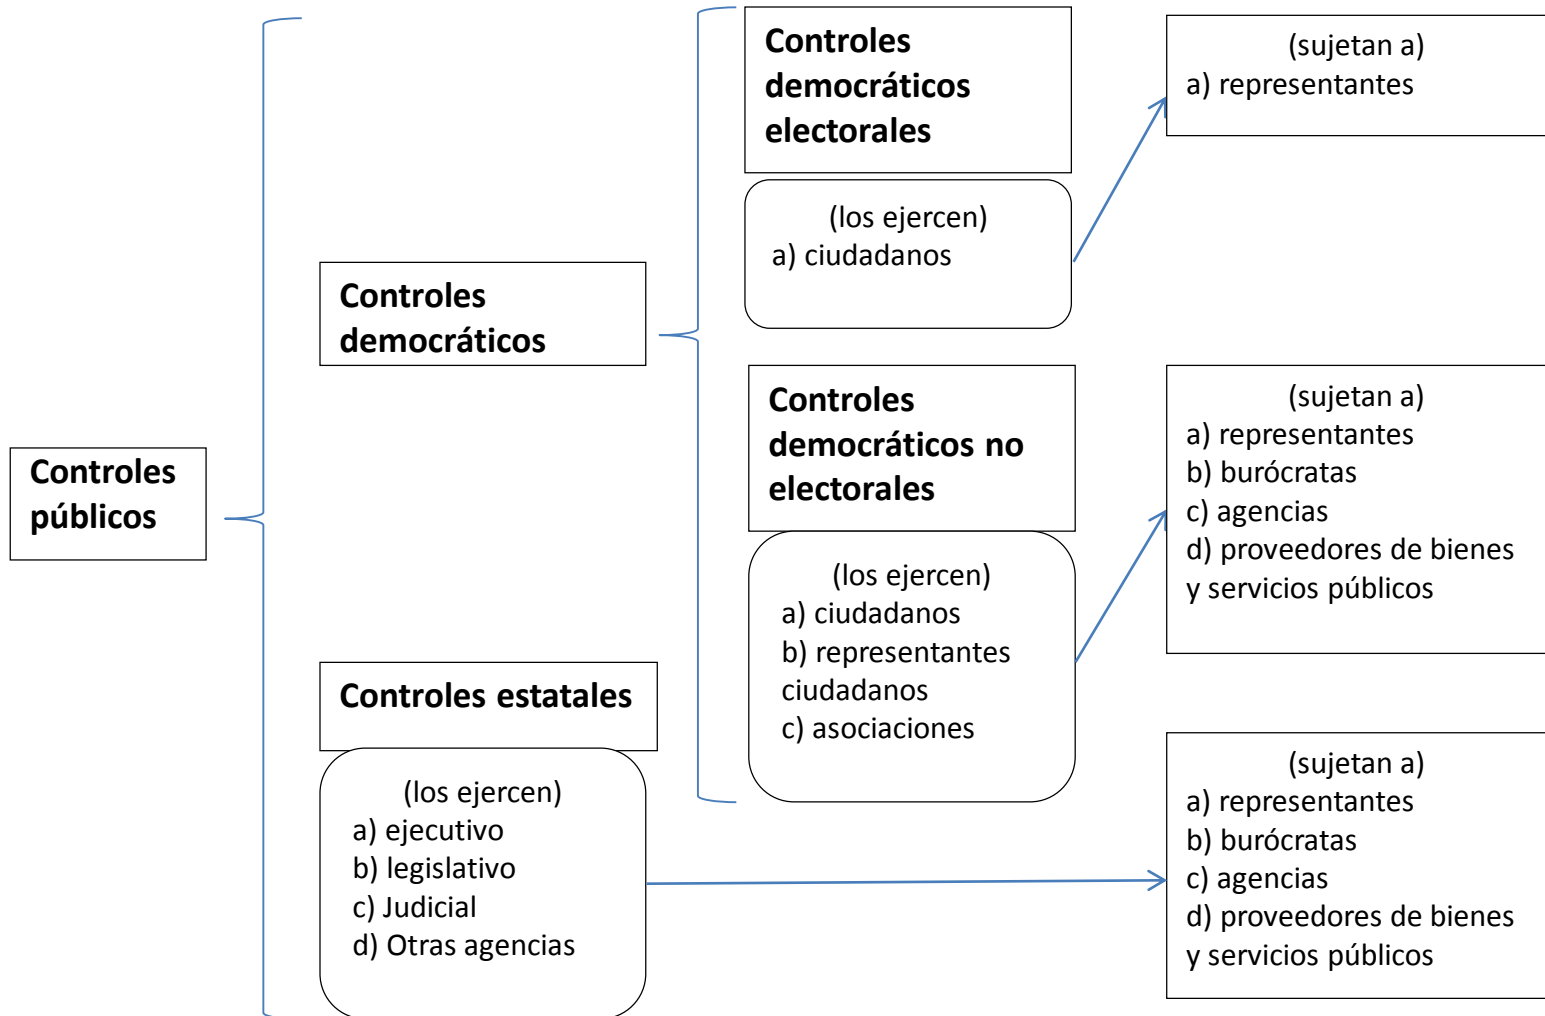 Controles
públicos
Controles
democráticos
Controles estatales
(los ejercen)
a) ejecutivo
b) legislativo
c) Judicial
d) Otras agencias
Controles
democráticos
electorales
(los ejercen)
a) ciudadanos
Controles
democráticos no
electorales
(los ejercen)
a) ciudadanos
b) representantes
ciudadanos
c) asociaciones
(sujetan a)
a) representantes
(sujetan a)
a) representantes
b) burócratas
c) agencias
d) proveedores de bienes
y servicios públicos
(sujetan a)
a) representantes
b) burócratas
c) agencias
d) proveedores de bienes
y servicios públicos